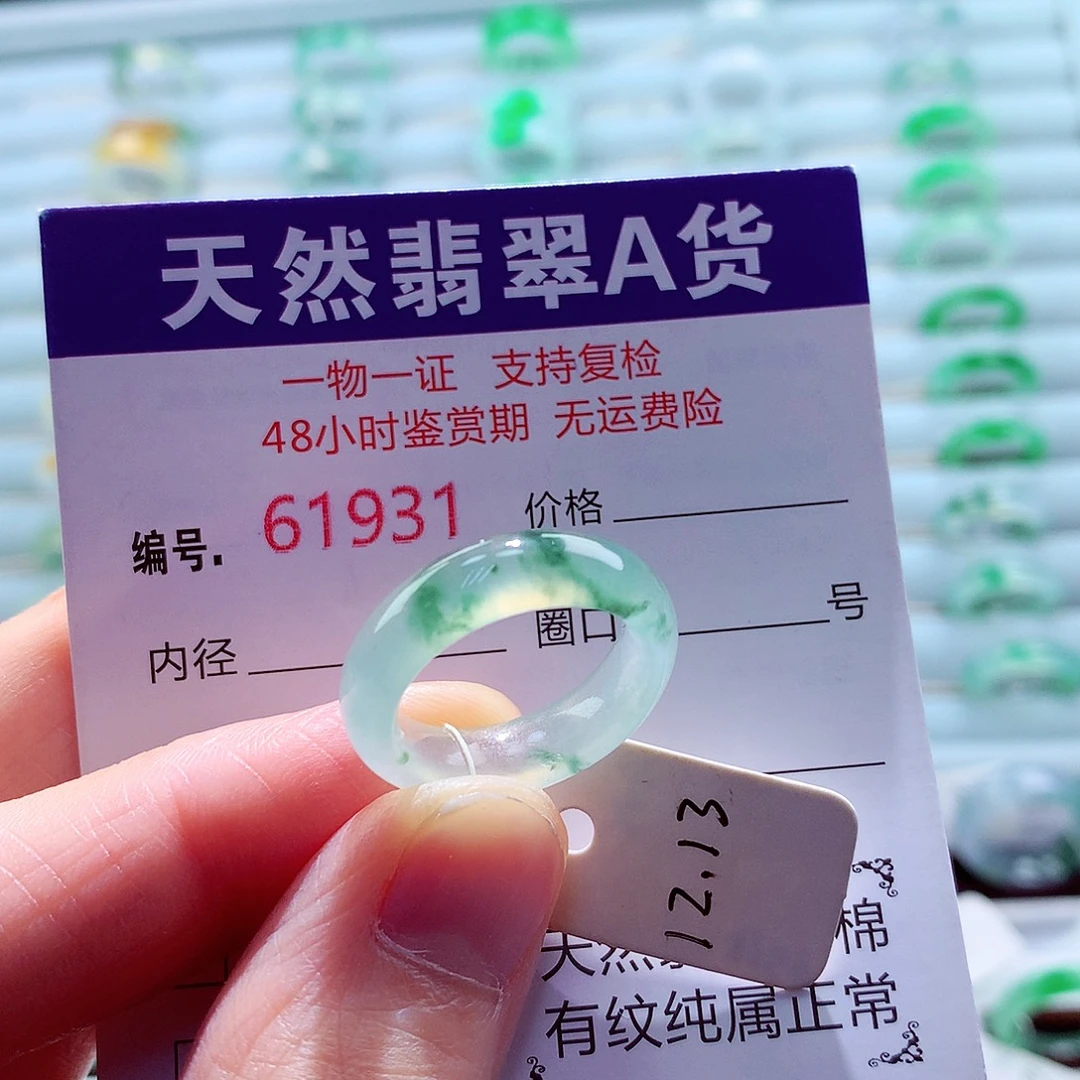 天然翡翠A货
一物一证 支持复检
48小时鉴赏期 无运费险
编号. 61931 价格
内径 圈口 号
12.13
天然 棉
有纹纯属正常